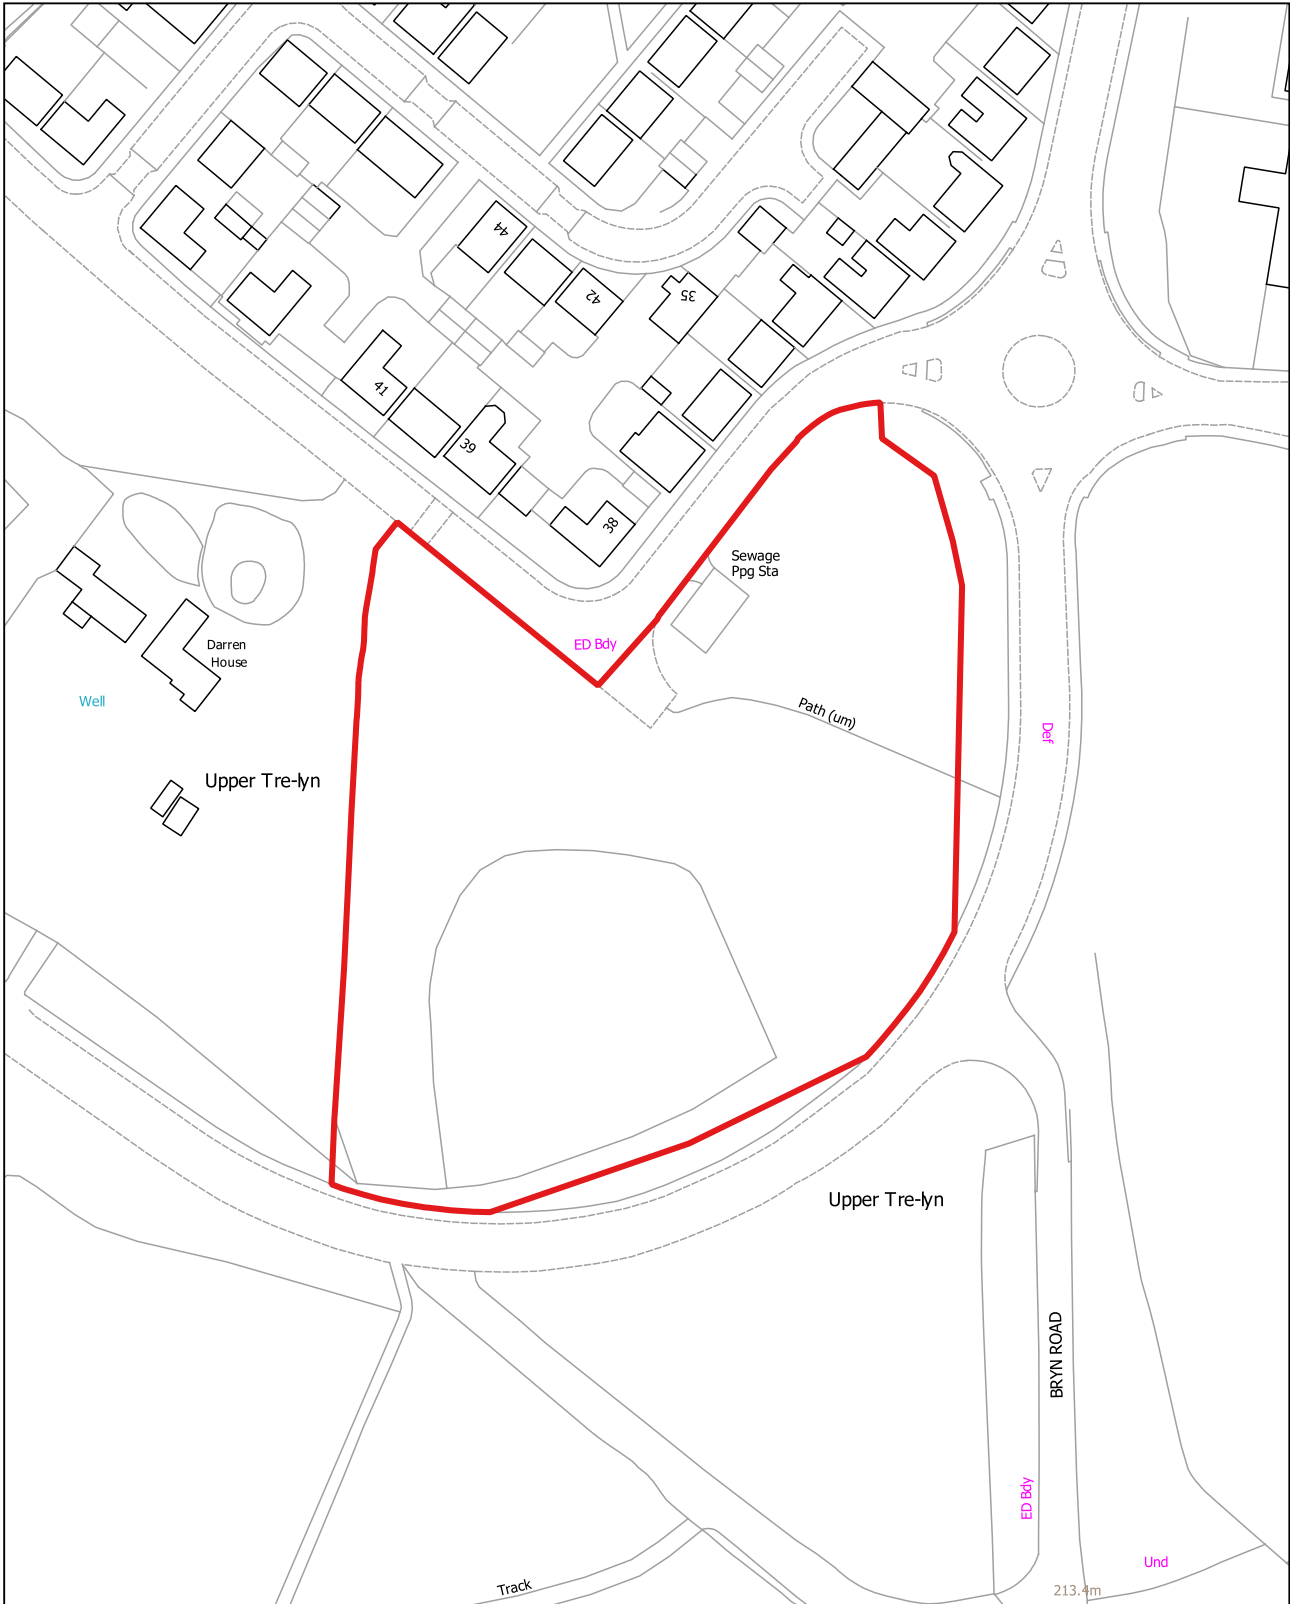 44
42
35
41
39
38
Sewage
Ppg Sta
ED Bdy
Darren
House
Well
Path (um)
Def
Upper Tre-lyn
Upper Tre-lyn
BRYN ROAD
ED Bdy
Und
Track
213.4m